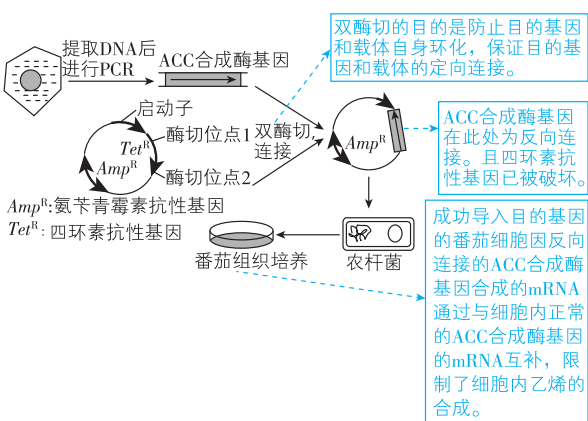 提取DNA后
进行PCR
ACC合成酶基因
双酶切的目的是防止目的基因
和载体自身环化，保证目的基
因和载体的定向连接。
启动子
酶切位点1
双酶切，
连接
TetR
AmpR
酶切位点2
AmpR
ACC合成酶基因
在此处为反向连
接。且四环素抗
性基因已被破坏。
AmpR:氨苄青霉素抗性基因
TetR:四环素抗性基因
番茄组织培养
农杆菌
成功导入目的基因
的番茄细胞因反向
连接的ACC合成酶
基因合成的mRNA
通过与细胞内正常
的ACC合成酶基因
的mRNA互补，限
制了细胞内乙烯的
合成。